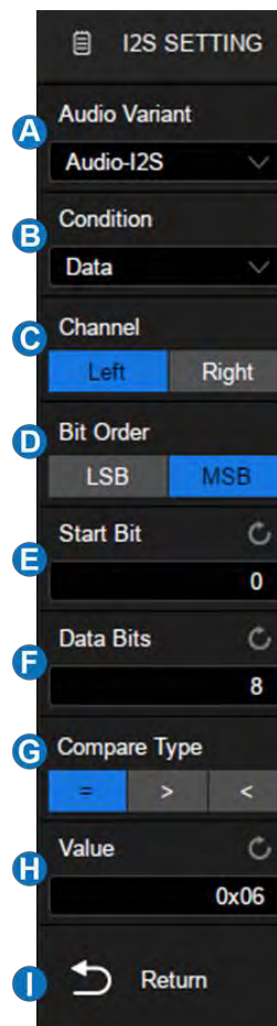 I2S SETTING
A Audio Variant
Audio-I2S
B Condition
Data
C Channel
Left Right
D Bit Order
LSB MSB
E Start Bit
0
F Data Bits
8
G Compare Type
= > <
H Value
0x06
I Return